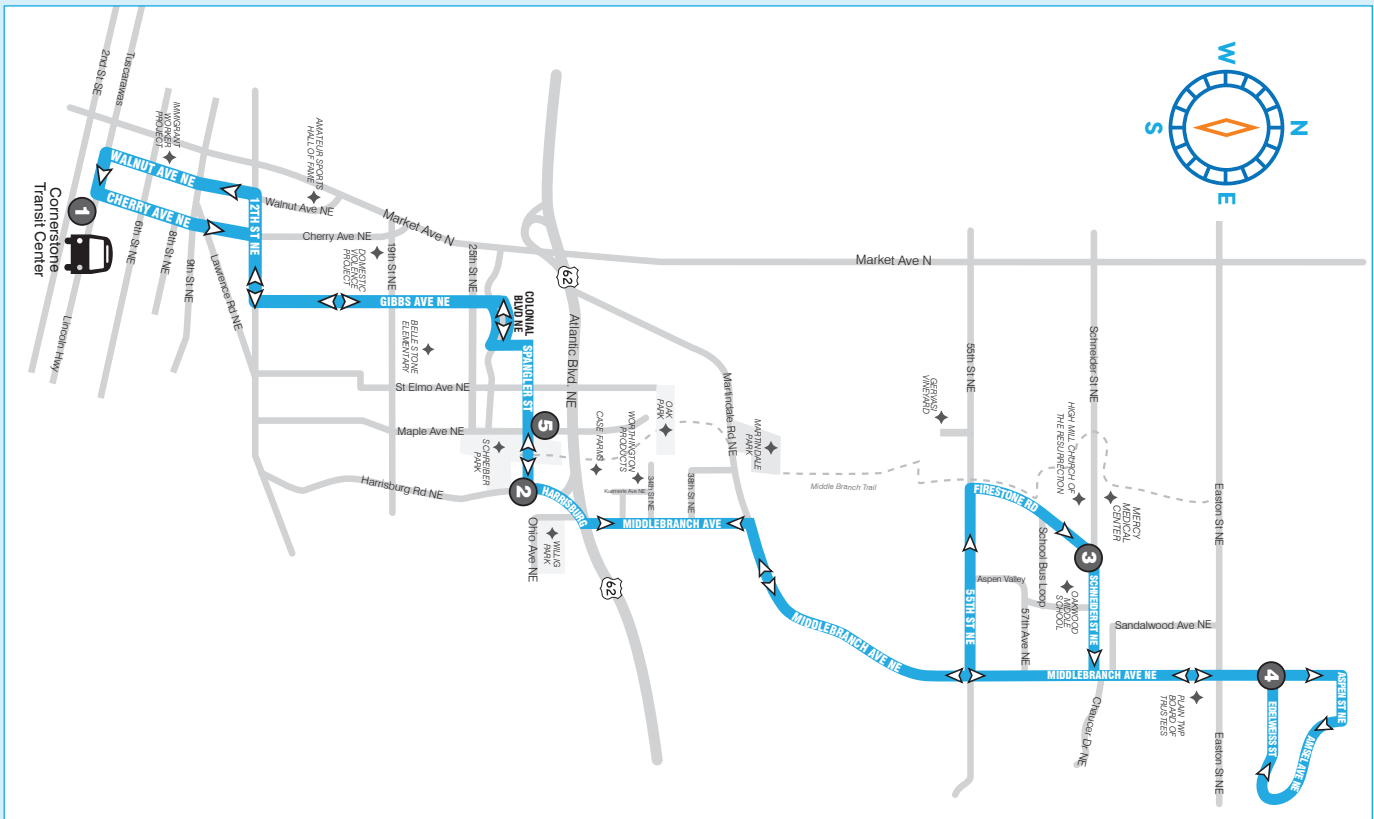 W
N
S
E
2nd St SE
Tuscarawas
IMMIGRANT
WORKER
PROJECT
WALNUT AVE NE
CHERRY AVE NE
1
Cornerstone
Transit Center
Lincoln Hwy
6th St NE
8th St NE
9th St NE
Lawrence Rd NE
12TH ST NE
AMATEUR SPORTS
HALL OF FAME
Walnut Ave NE
Cherry Ave NE
Market Ave N
DOMESTIC
VIOLENCE
PROJECT
19th St NE
25th St NE
GIBBS AVE NE
COLONIAL
BLVD NE
SPANGLER ST
BELLE STONE
ELEMENTARY
St Elmo Ave NE
Maple Ave NE
Harrisburg Rd NE
SCHREIBER
PARK
5
2
HARRISBURG
Ohio Ave NE
WILLIG
PARK
62
Atlantic Blvd. NE
62
CASE FARMS
WORTHINGTON
PRODUCTS
OAK
PARK
Kuemerle Ave NE
34th St NE
38th St NE
MIDDLEBRANCH AVE
Martindale Rd NE
MARTINDALE
PARK
Middle Branch Trail
MIDDLEBRANCH AVE NE
Market Ave N
GERVASI
VINEYARD
55th St NE
55TH ST NE
FIRESTONE RD
HIGH MILL CHURCH OF
THE RESURRECTION
Schneider St NE
MERCY
MEDICAL
CENTER
School Bus Loop
3
SCHNEIDER ST NE
OAKWOOD
MIDDLE
SCHOOL
Aspen Valley
57th Ave NE
Sandalwood Ave NE
MIDDLEBRANCH AVE NE
Chaucer Dr NE
PLAIN TWP
BOARD OF
TRUSTEES
Easton St NE
Easton St NE
4
EDELWEISS ST
AMSEL AVE NE
ASPEN ST NE